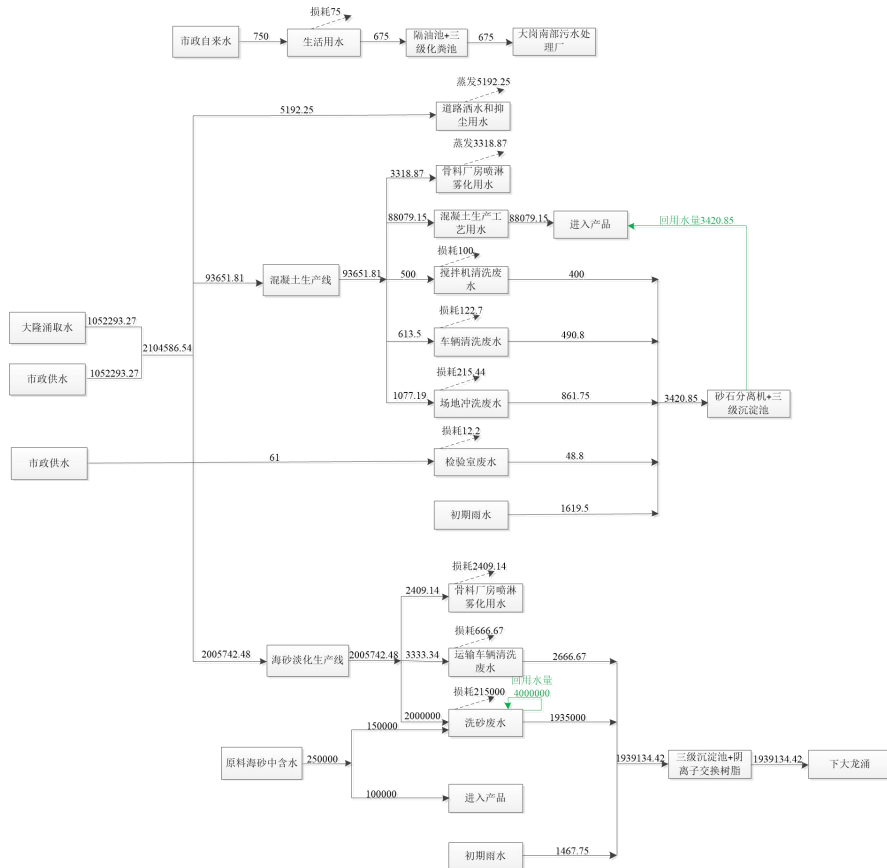 损耗75
市政自来水
750
生活用水
675
隔油池+三
级化粪池
675
大岗南部污水处
理厂
蒸发5192.25
5192.25
道路洒水和抑
尘用水
蒸发3318.87
3318.87
骨料厂房喷淋
雾化用水
88079.15
混凝土生产工
艺用水
88079.15
进入产品
回用水量3420.85
损耗100
93651.81
混凝土生产线
93651.81
500
搅拌机清洗废
水
400
大隆涌取水
1052293.27
2104586.54
市政供水
1052293.27
损耗122.7
613.5
车辆清洗废水
490.8
损耗215.44
1077.19
场地冲洗废水
861.75
3420.85
砂石分离机+三
级沉淀池
损耗12.2
市政供水
61
检验室废水
48.8
初期雨水
1619.5
损耗2409.14
2409.14
骨料厂房喷淋
雾化用水
损耗666.67
2005742.48
海砂淡化生产线
2005742.48
3333.34
运输车辆清洗
废水
2666.67
回用水量
4000000
损耗215000
2000000
洗砂废水
1935000
150000
原料海砂中含水
250000
100000
进入产品
1939134.42
三级沉淀池+阴
离子交换树脂
1939134.42
下大龙涌
初期雨水
1467.75